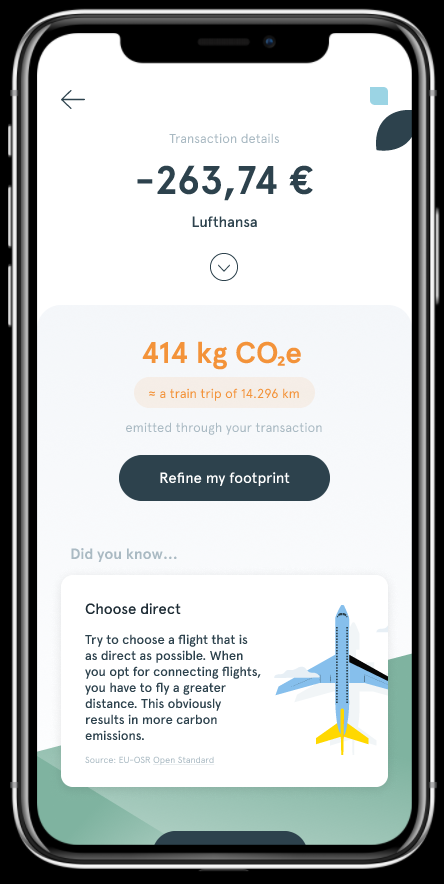 Transaction details
-263,74 €
Lufthansa
414 kg CO₂e
≈ a train trip of 14.296 km
emitted through your transaction
Refine my footprint
Did you know...
Choose direct
Try to choose a flight that is
as direct as possible. When
you opt for connecting flights,
you have to fly a greater
distance. This obviously
results in more carbon
emissions.
Source: EU-OSR Open Standard